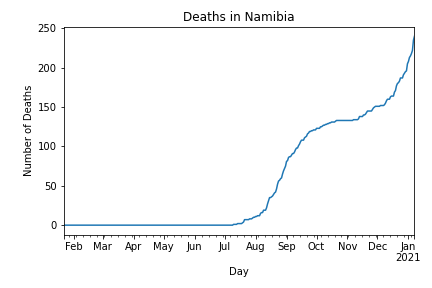 Deaths in Namibia
250
200
150
100
50
0
Number of Deaths
Feb Mar Apr May Jun Jul Aug Sep Oct Nov Dec Jan
2021
Day